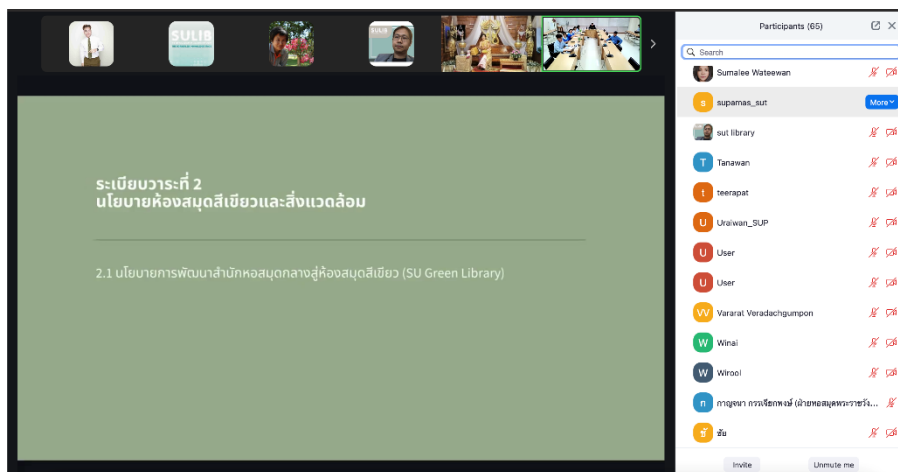 SULIB
Participants (65)
Search
Sumalee Wateewan
s supamas_sut More
ระเบียบวาระที่ 2
นโยบายห้องสมุดสีเขียวและสิ่งแวดล้อม
2.1 นโยบายการพัฒนาสำนักหอสมุดกลางสู่ห้องสมุดสีเขียว (SU Green Library)
sut library
T Tanawan
t teerapat
U Uraiwan_SUP
U User
U User
VV Vararat Veradachgumpon
W Winai
W Wirool
ก กาญจนา กรรเจียกพงษ์ (ฝ่ายหอสมุดพระราชวัง...
ชั ชัย
Invite Unmute me